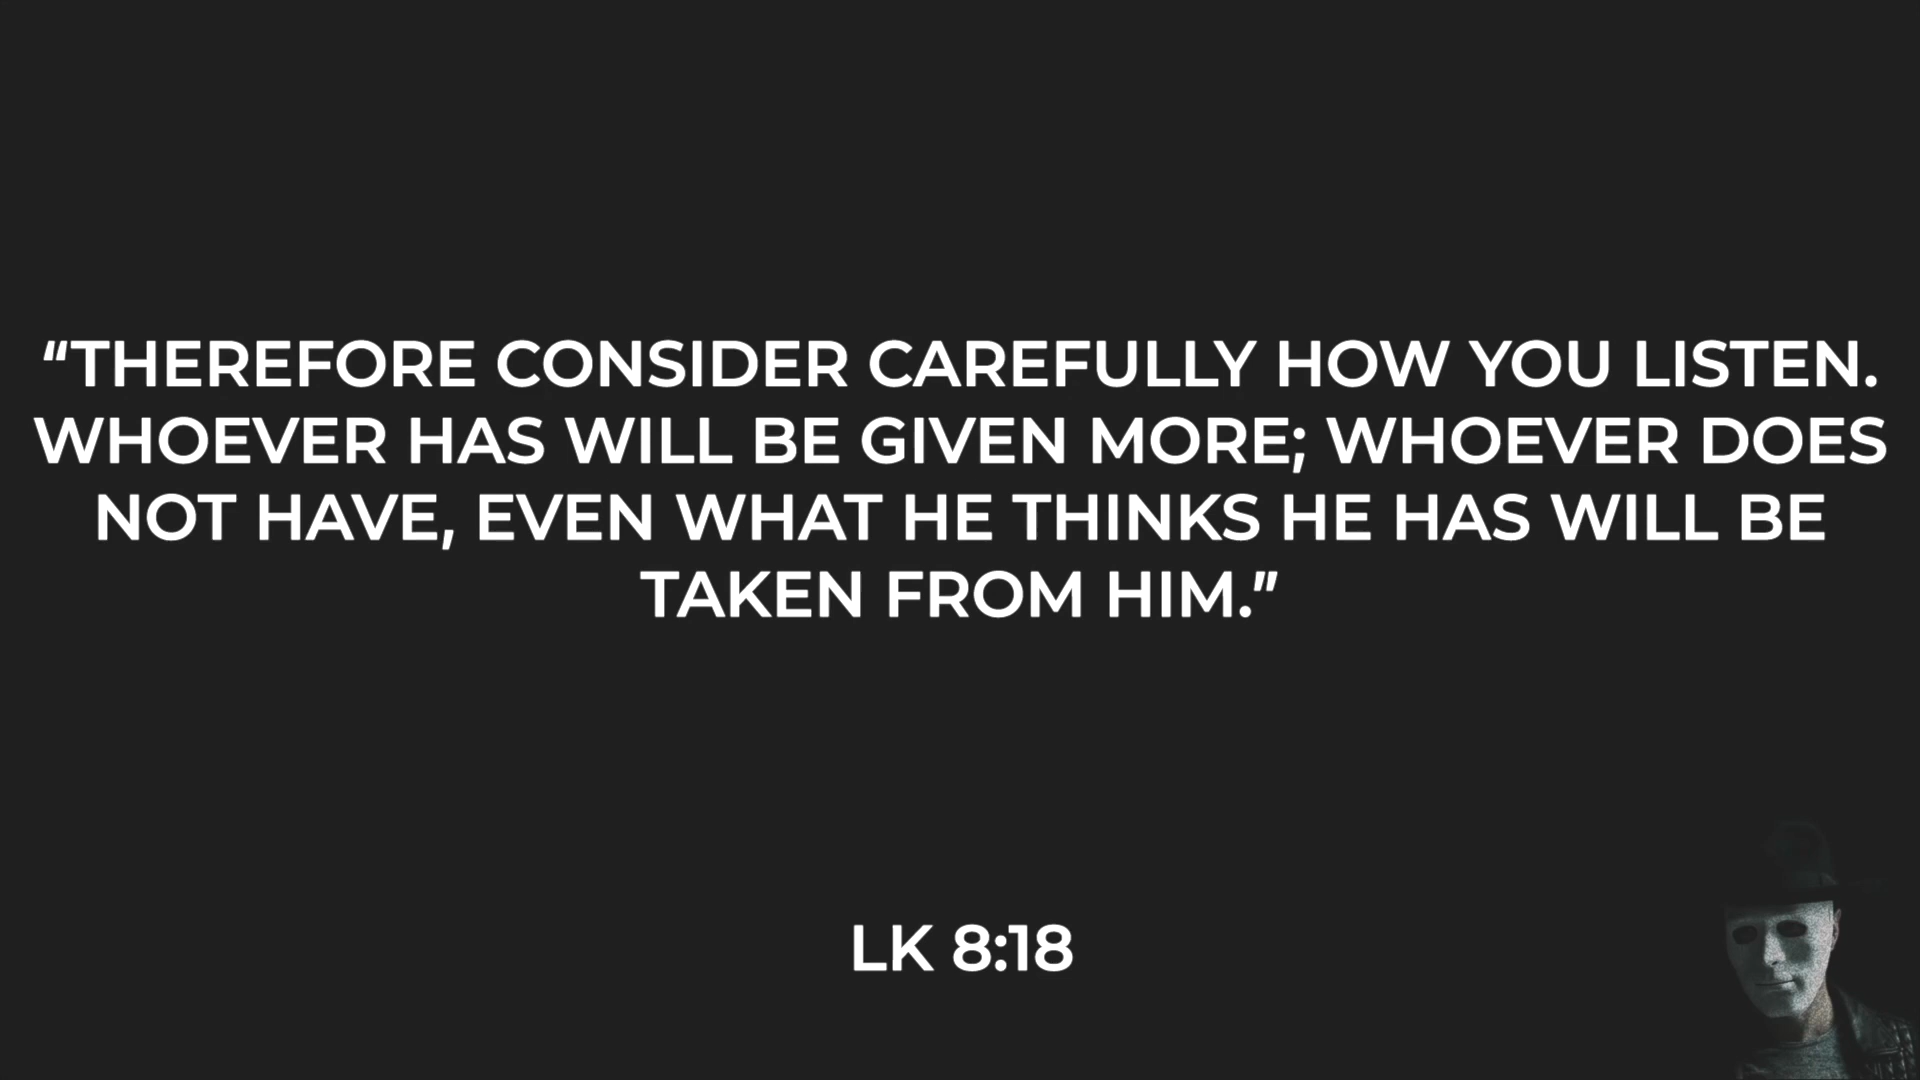 “THEREFORE CONSIDER CAREFULLY HOW YOU LISTEN.
WHOEVER HAS WILL BE GIVEN MORE; WHOEVER DOES
NOT HAVE, EVEN WHAT HE THINKS HE HAS WILL BE
TAKEN FROM HIM.”
LK 8:18